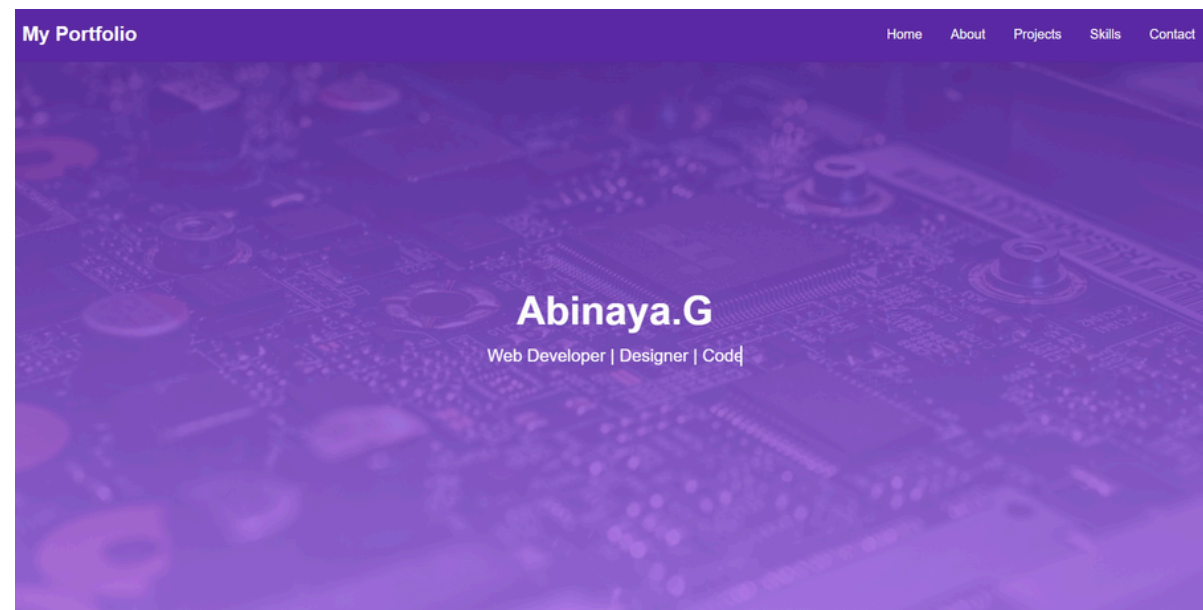 My Portfolio
Home About Projects Skills Contact
Abinaya.G
Web Developer | Designer | Code